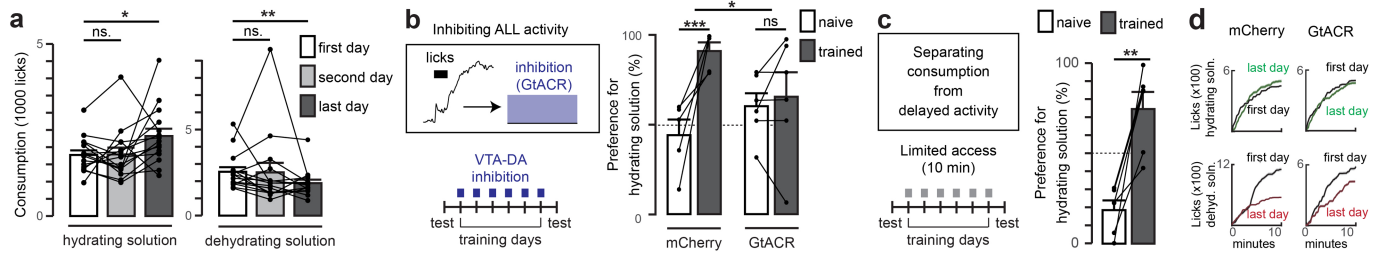 a
Consumption (1000 licks)
5
0
ns.
*
hydrating solution
5
0
ns.
**
dehydrating solution
first day
second day
last day
b
Inhibiting ALL activity
licks
inhibition
(GtACR)
VTA-DA
inhibition
test
test
training days
Preference for
hydrating solution (%)
100
0
***
*
ns
mCherry
GtACR
naive
trained
c
Separating
consumption
from
delayed activity
Limited access
(10 min)
test
test
training days
naive
trained
Preference for
hydrating solution (%)
100
0
**
d
mCherry
GtACR
Licks (x100)
hydrating soln.
6
last day
first day
6
first day
last day
Licks (x100)
dehyd. soln.
12
first day
last day
0
10
minutes
6
first day
last day
0
10
minutes